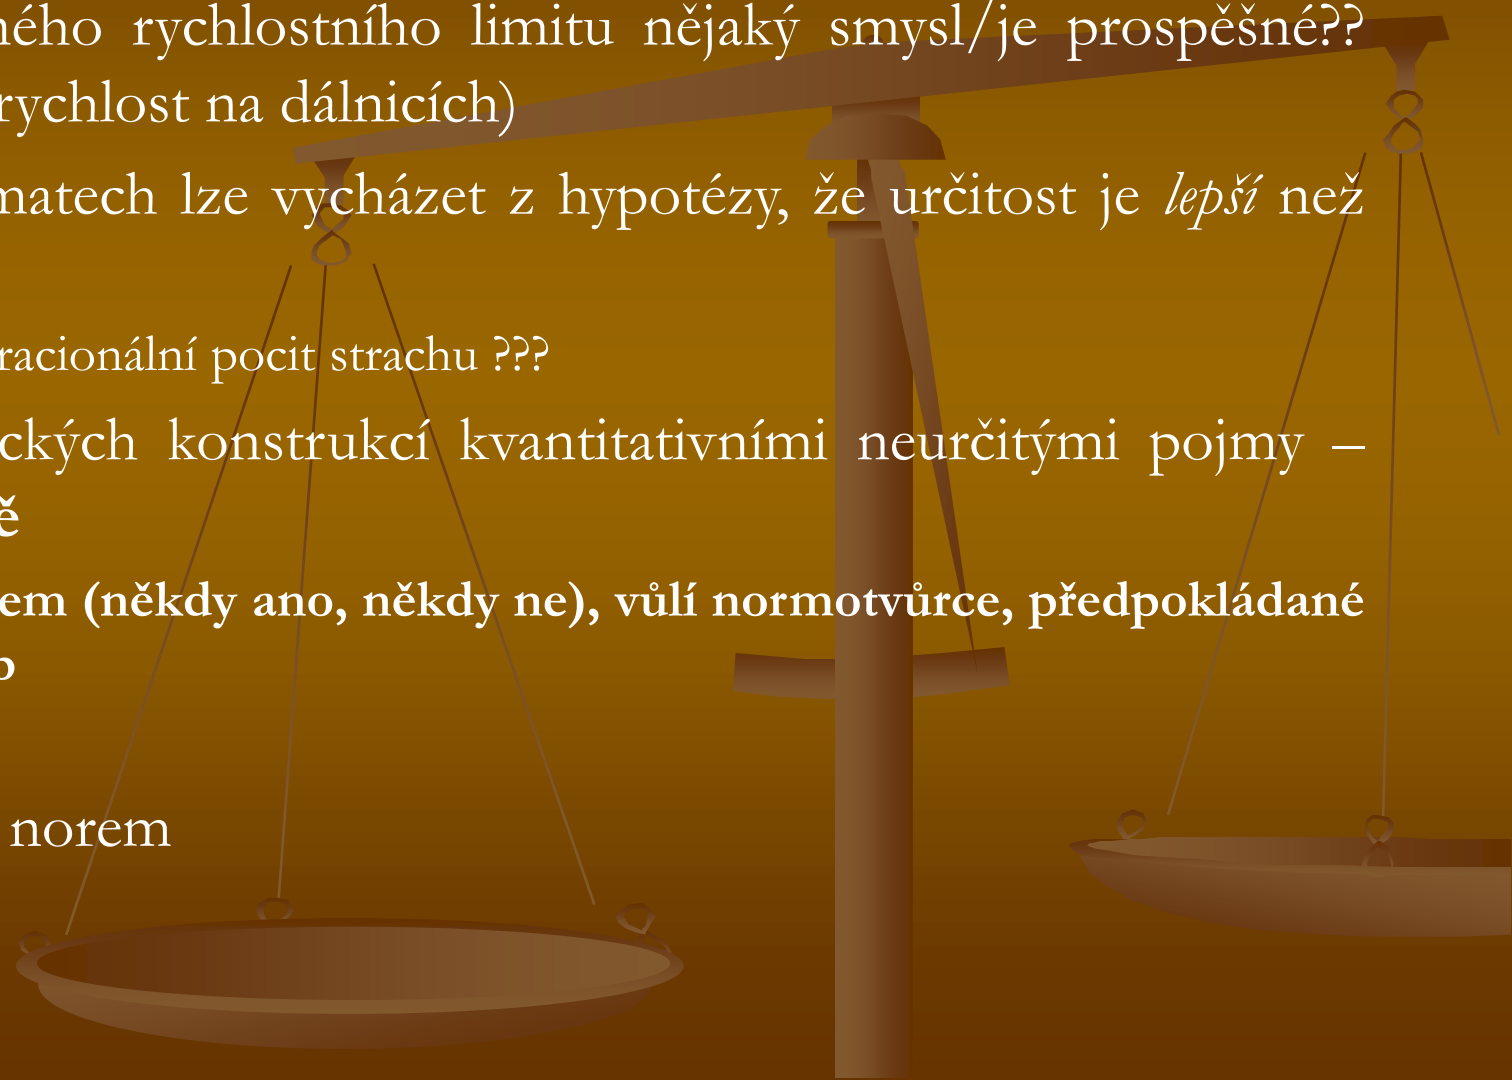 ného rychlostního limitu nějaký smysl/je prospěšné??
rychlost na dálnicích)
matech lze vycházet z hypotézy, že určitost je lepší než
racionální pocit strachu ???
ckých konstrukcí kvantitativními neurčitými pojmy –
ě
em (někdy ano, někdy ne), vůlí normotvůrce, předpokládané
norem